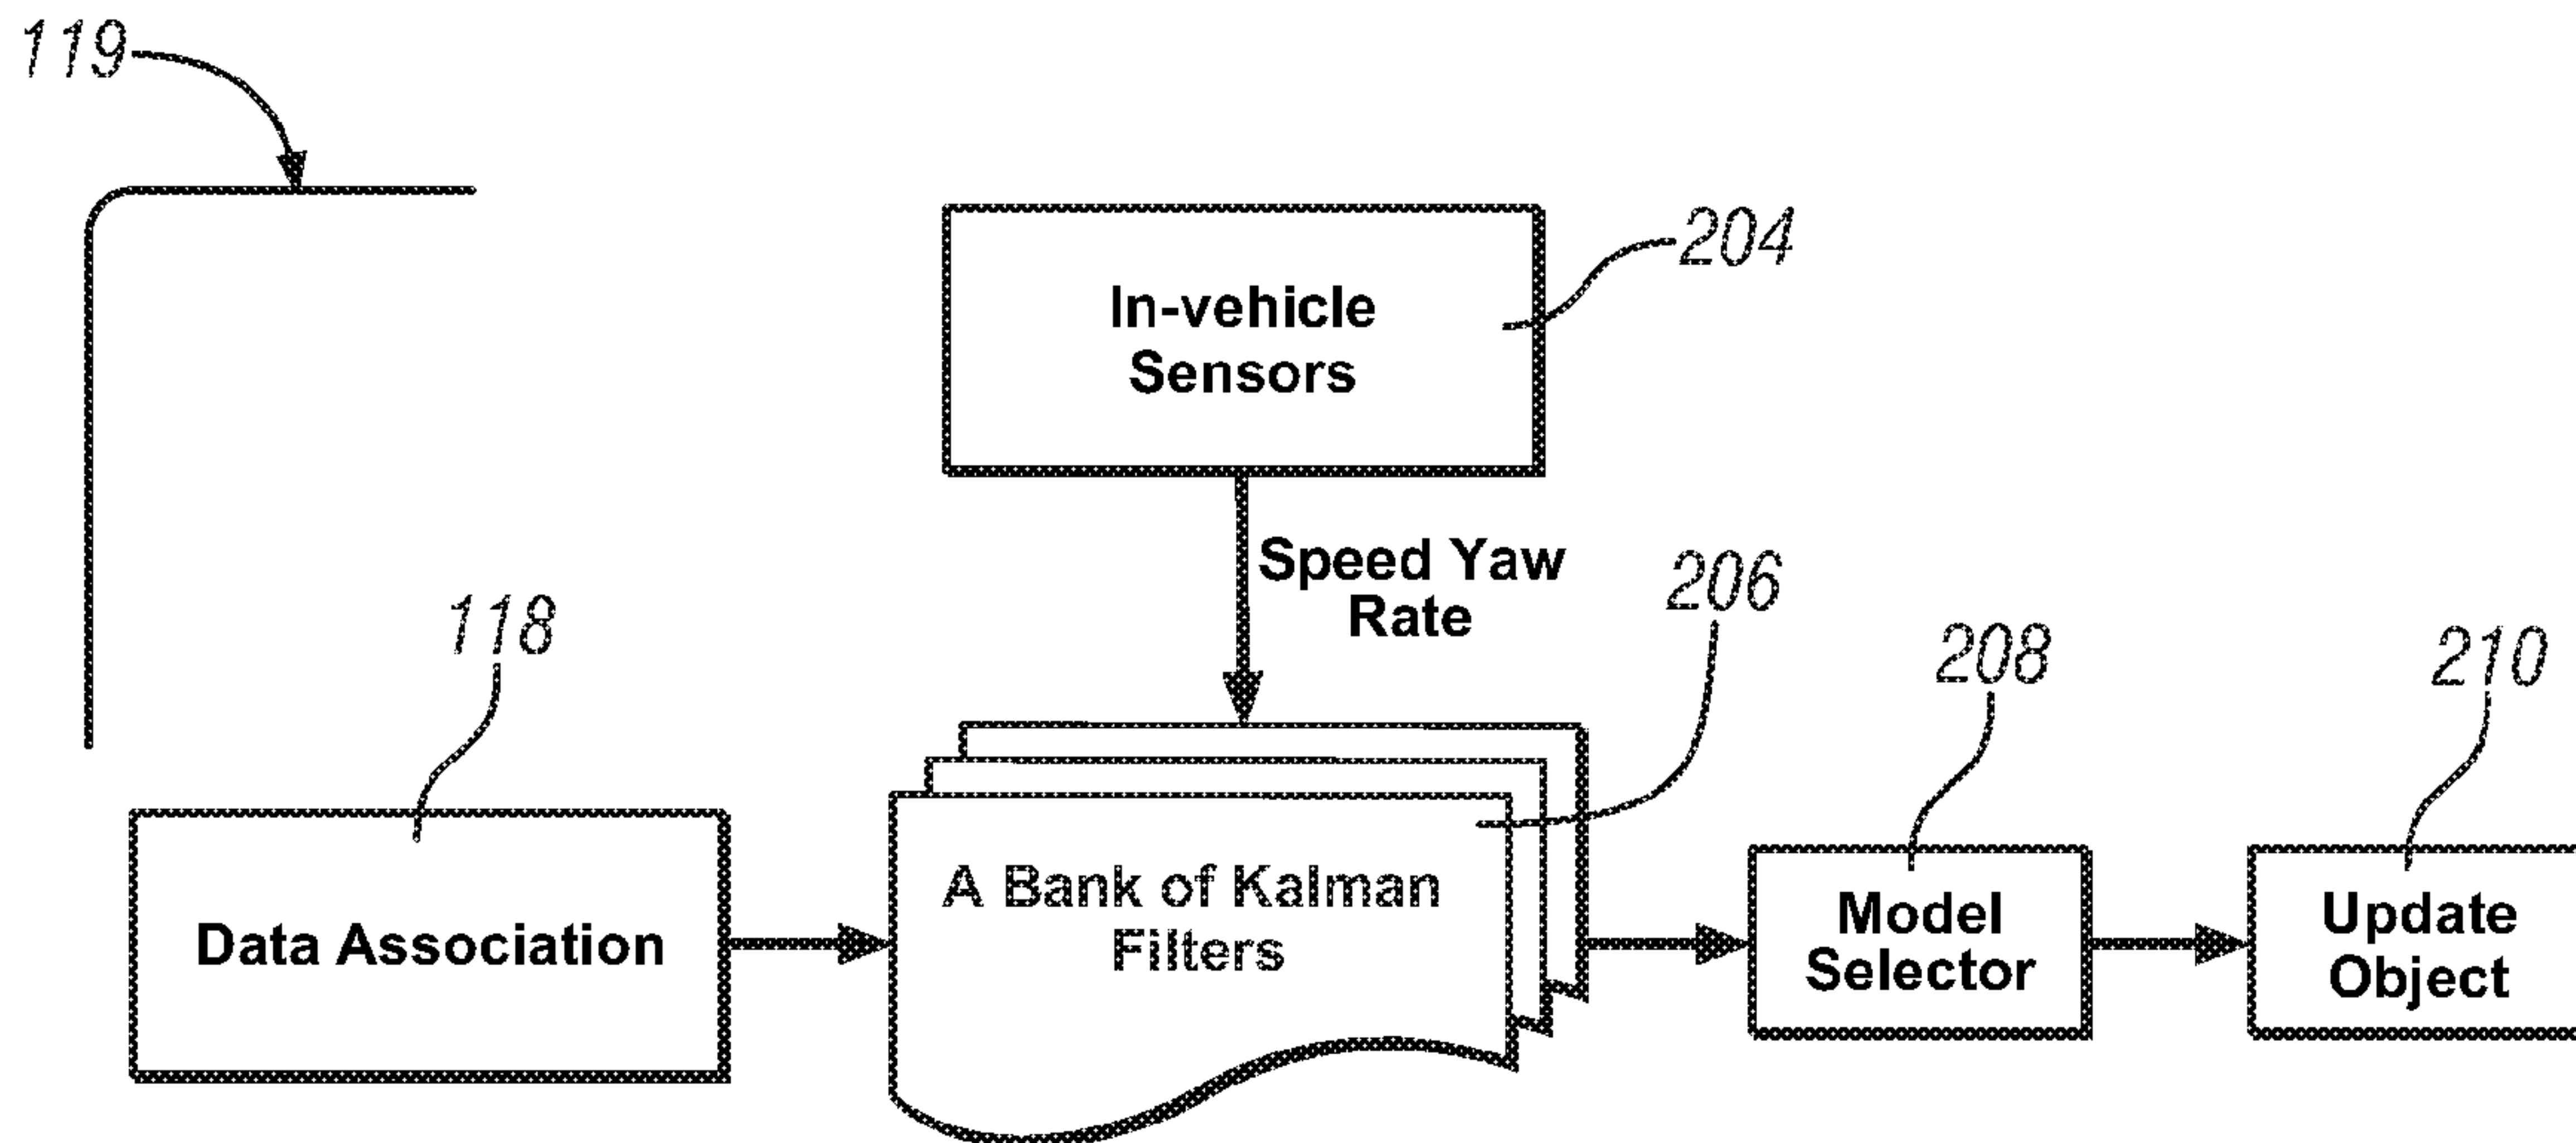 119
In-vehicle
Sensors
204
Speed Yaw
Rate
206
118
208
210
Data Association
A Bank of Kalman
Filters
Model
Selector
Update
Object